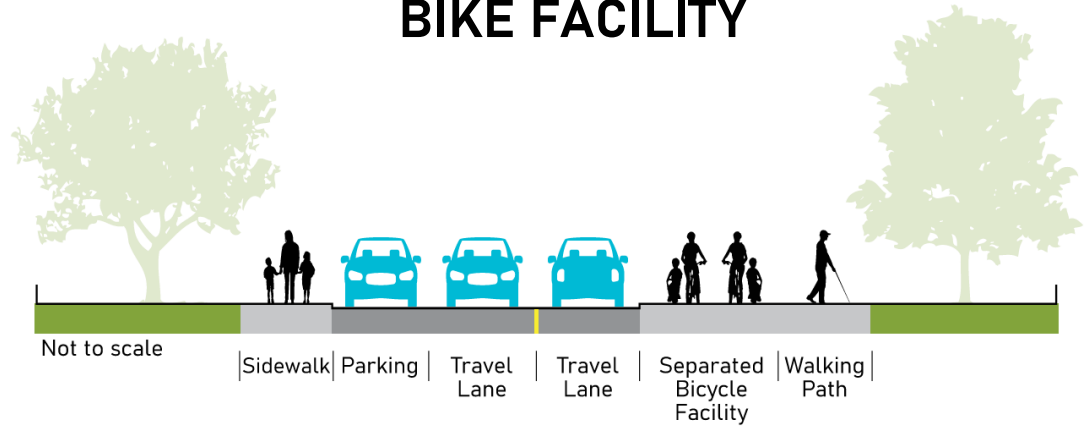 BIKE FACILITY
Not to scale
Sidewalk
Parking
Travel
Lane
Travel
Lane
Separated
Bicycle
Facility
Walking
Path